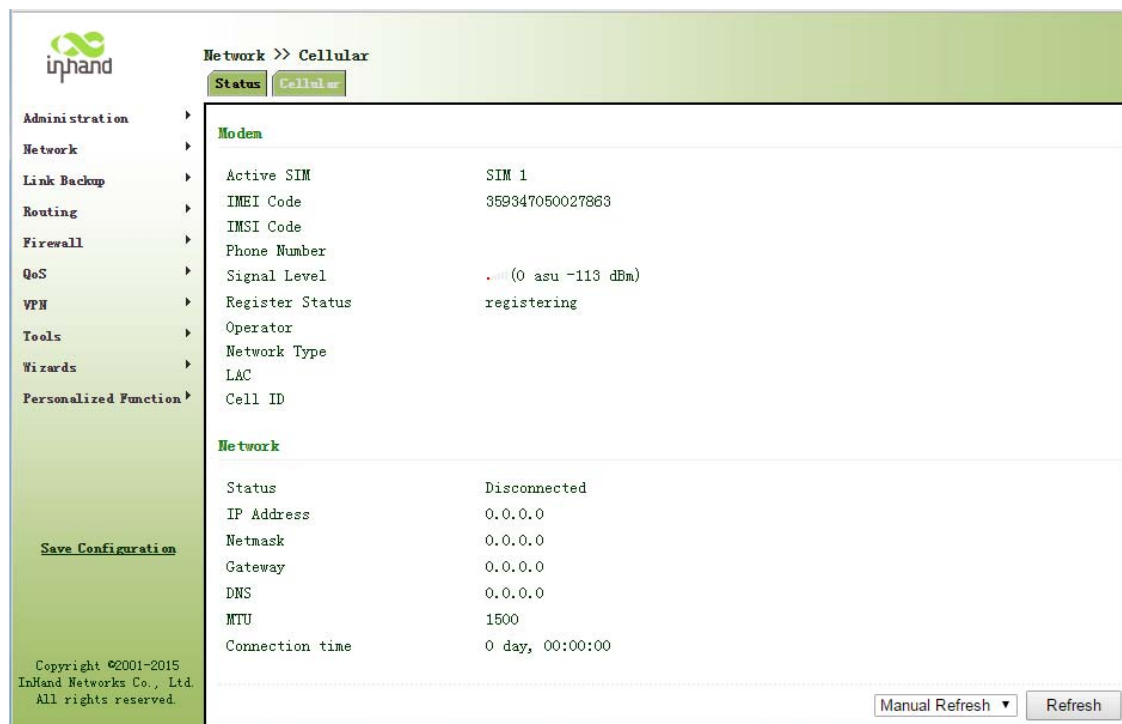 inhand
Network >> Cellular
Status Cellular
Administration
Network
Link Backup
Routing
Firewall
QoS
VPN
Tools
Wizards
Personalized Function
Save Configuration
Copyright ©2001-2015
InHand Networks Co., Ltd.
All rights reserved.
Modem
Active SIM SIM 1
IMEI Code 359347050027863
IMSI Code
Phone Number
Signal Level (0 asu -113 dBm)
Register Status registering
Operator
Network Type
LAC
Cell ID
Network
Status Disconnected
IP Address 0.0.0.0
Netmask 0.0.0.0
Gateway 0.0.0.0
DNS 0.0.0.0
MTU 1500
Connection time 0 day, 00:00:00
Manual Refresh Refresh